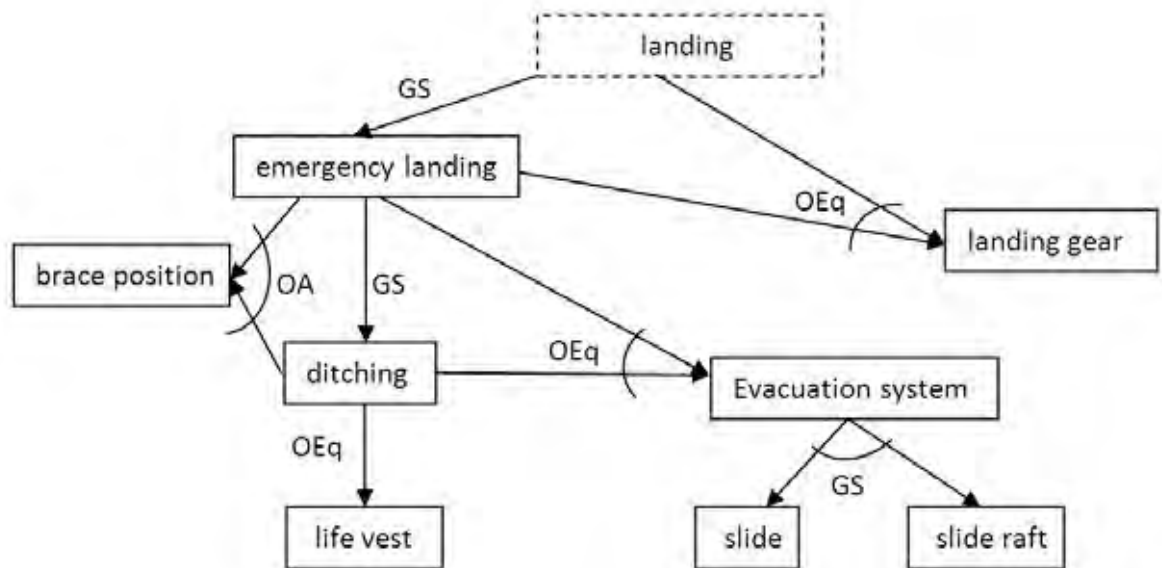 landing
GS
emergency landing
OEq
landing gear
brace position
OA
GS
OEq
ditching
Evacuation system
OEq
GS
life vest
slide
slide raft